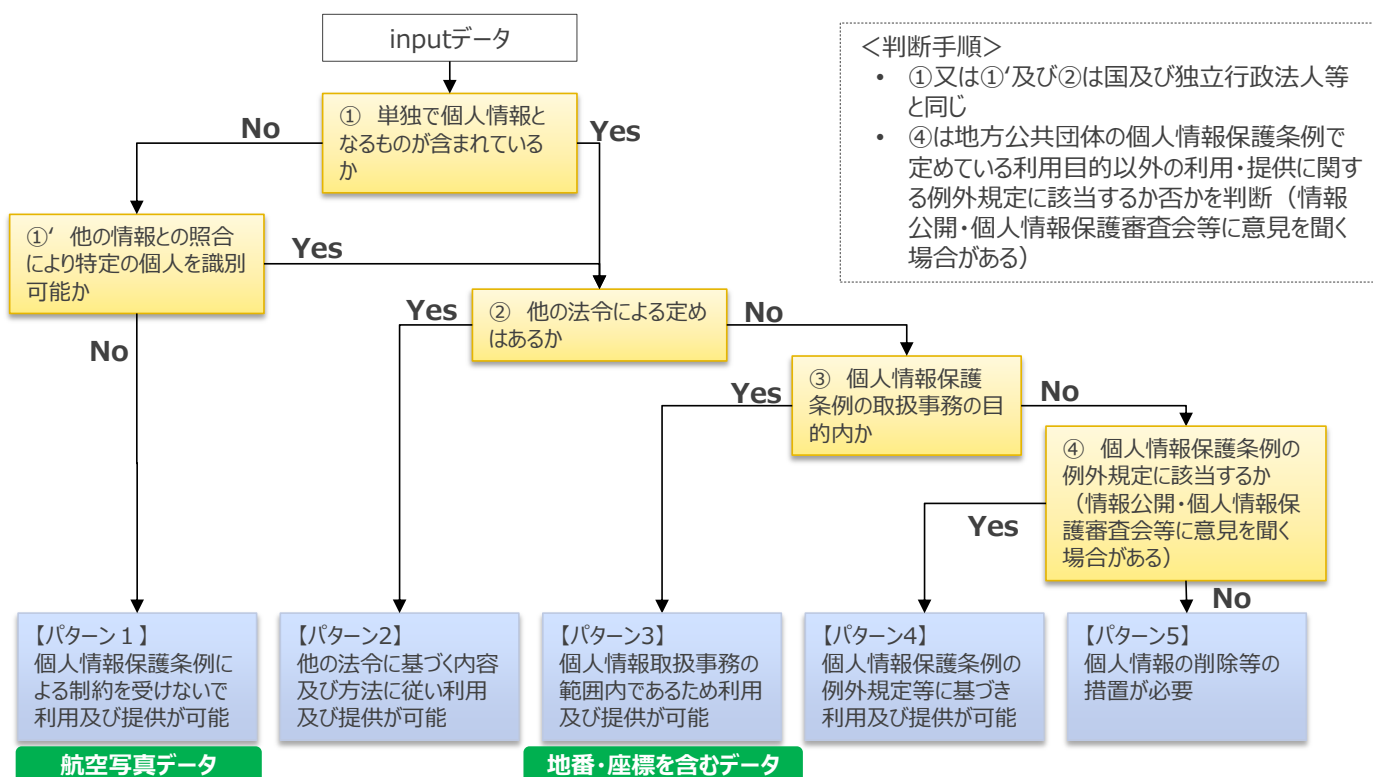 inputデータ
＜判断手順＞
• ①又は①‘及び②は国及び独立行政法人等
と同じ
• ④は地方公共団体の個人情報保護条例で
定めている利用目的以外の利用・提供に関す
る例外規定に該当するか否かを判断（情報
公開・個人情報保護審査会等に意見を聞く
場合がある）
① 単独で個人情報と
なるものが含まれている
か
No
Yes
①‘ 他の情報との照合
により特定の個人を識別
可能か
Yes
No
② 他の法令による定め
はあるか
Yes
No
③ 個人情報保護
条例の取扱事務の目
的内か
Yes
No
④ 個人情報保護条例の
例外規定に該当するか
（情報公開・個人情報保
護審査会等に意見を聞く
場合がある）
Yes
No
【パターン１】
個人情報保護条例に
よる制約を受けないで
利用及び提供が可能
【パターン2】
他の法令に基づく内容
及び方法に従い利用
及び提供が可能
【パターン3】
個人情報取扱事務の
範囲内であるため利用
及び提供が可能
【パターン4】
個人情報保護条例の
例外規定等に基づき
利用及び提供が可能
【パターン5】
個人情報の削除等の
措置が必要
航空写真データ
地番・座標を含むデータ